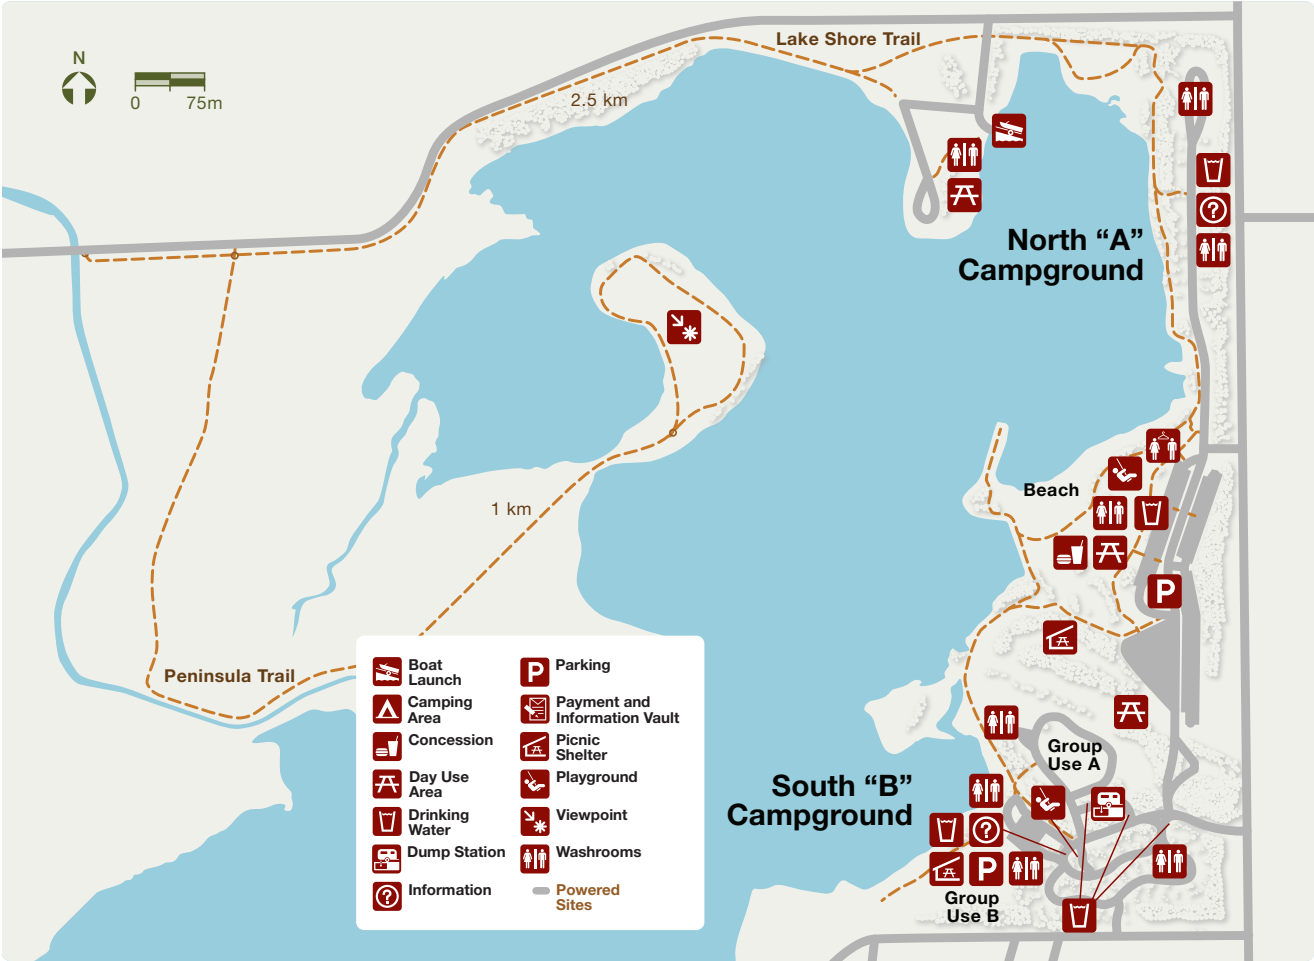 N
0
75m
Lake Shore Trail
2.5 km
North “A”
Campground
Beach
1 km
P
Peninsula Trail
Boat
Launch
Camping
Area
Concession
Day Use
Area
Drinking
Water
Dump Station
Information
P
Parking
Payment and
Information Vault
Picnic
Shelter
Playground
Viewpoint
Washrooms
Powered
Sites
Group
Use A
South “B”
Campground
?
P
Group
Use B
?
?